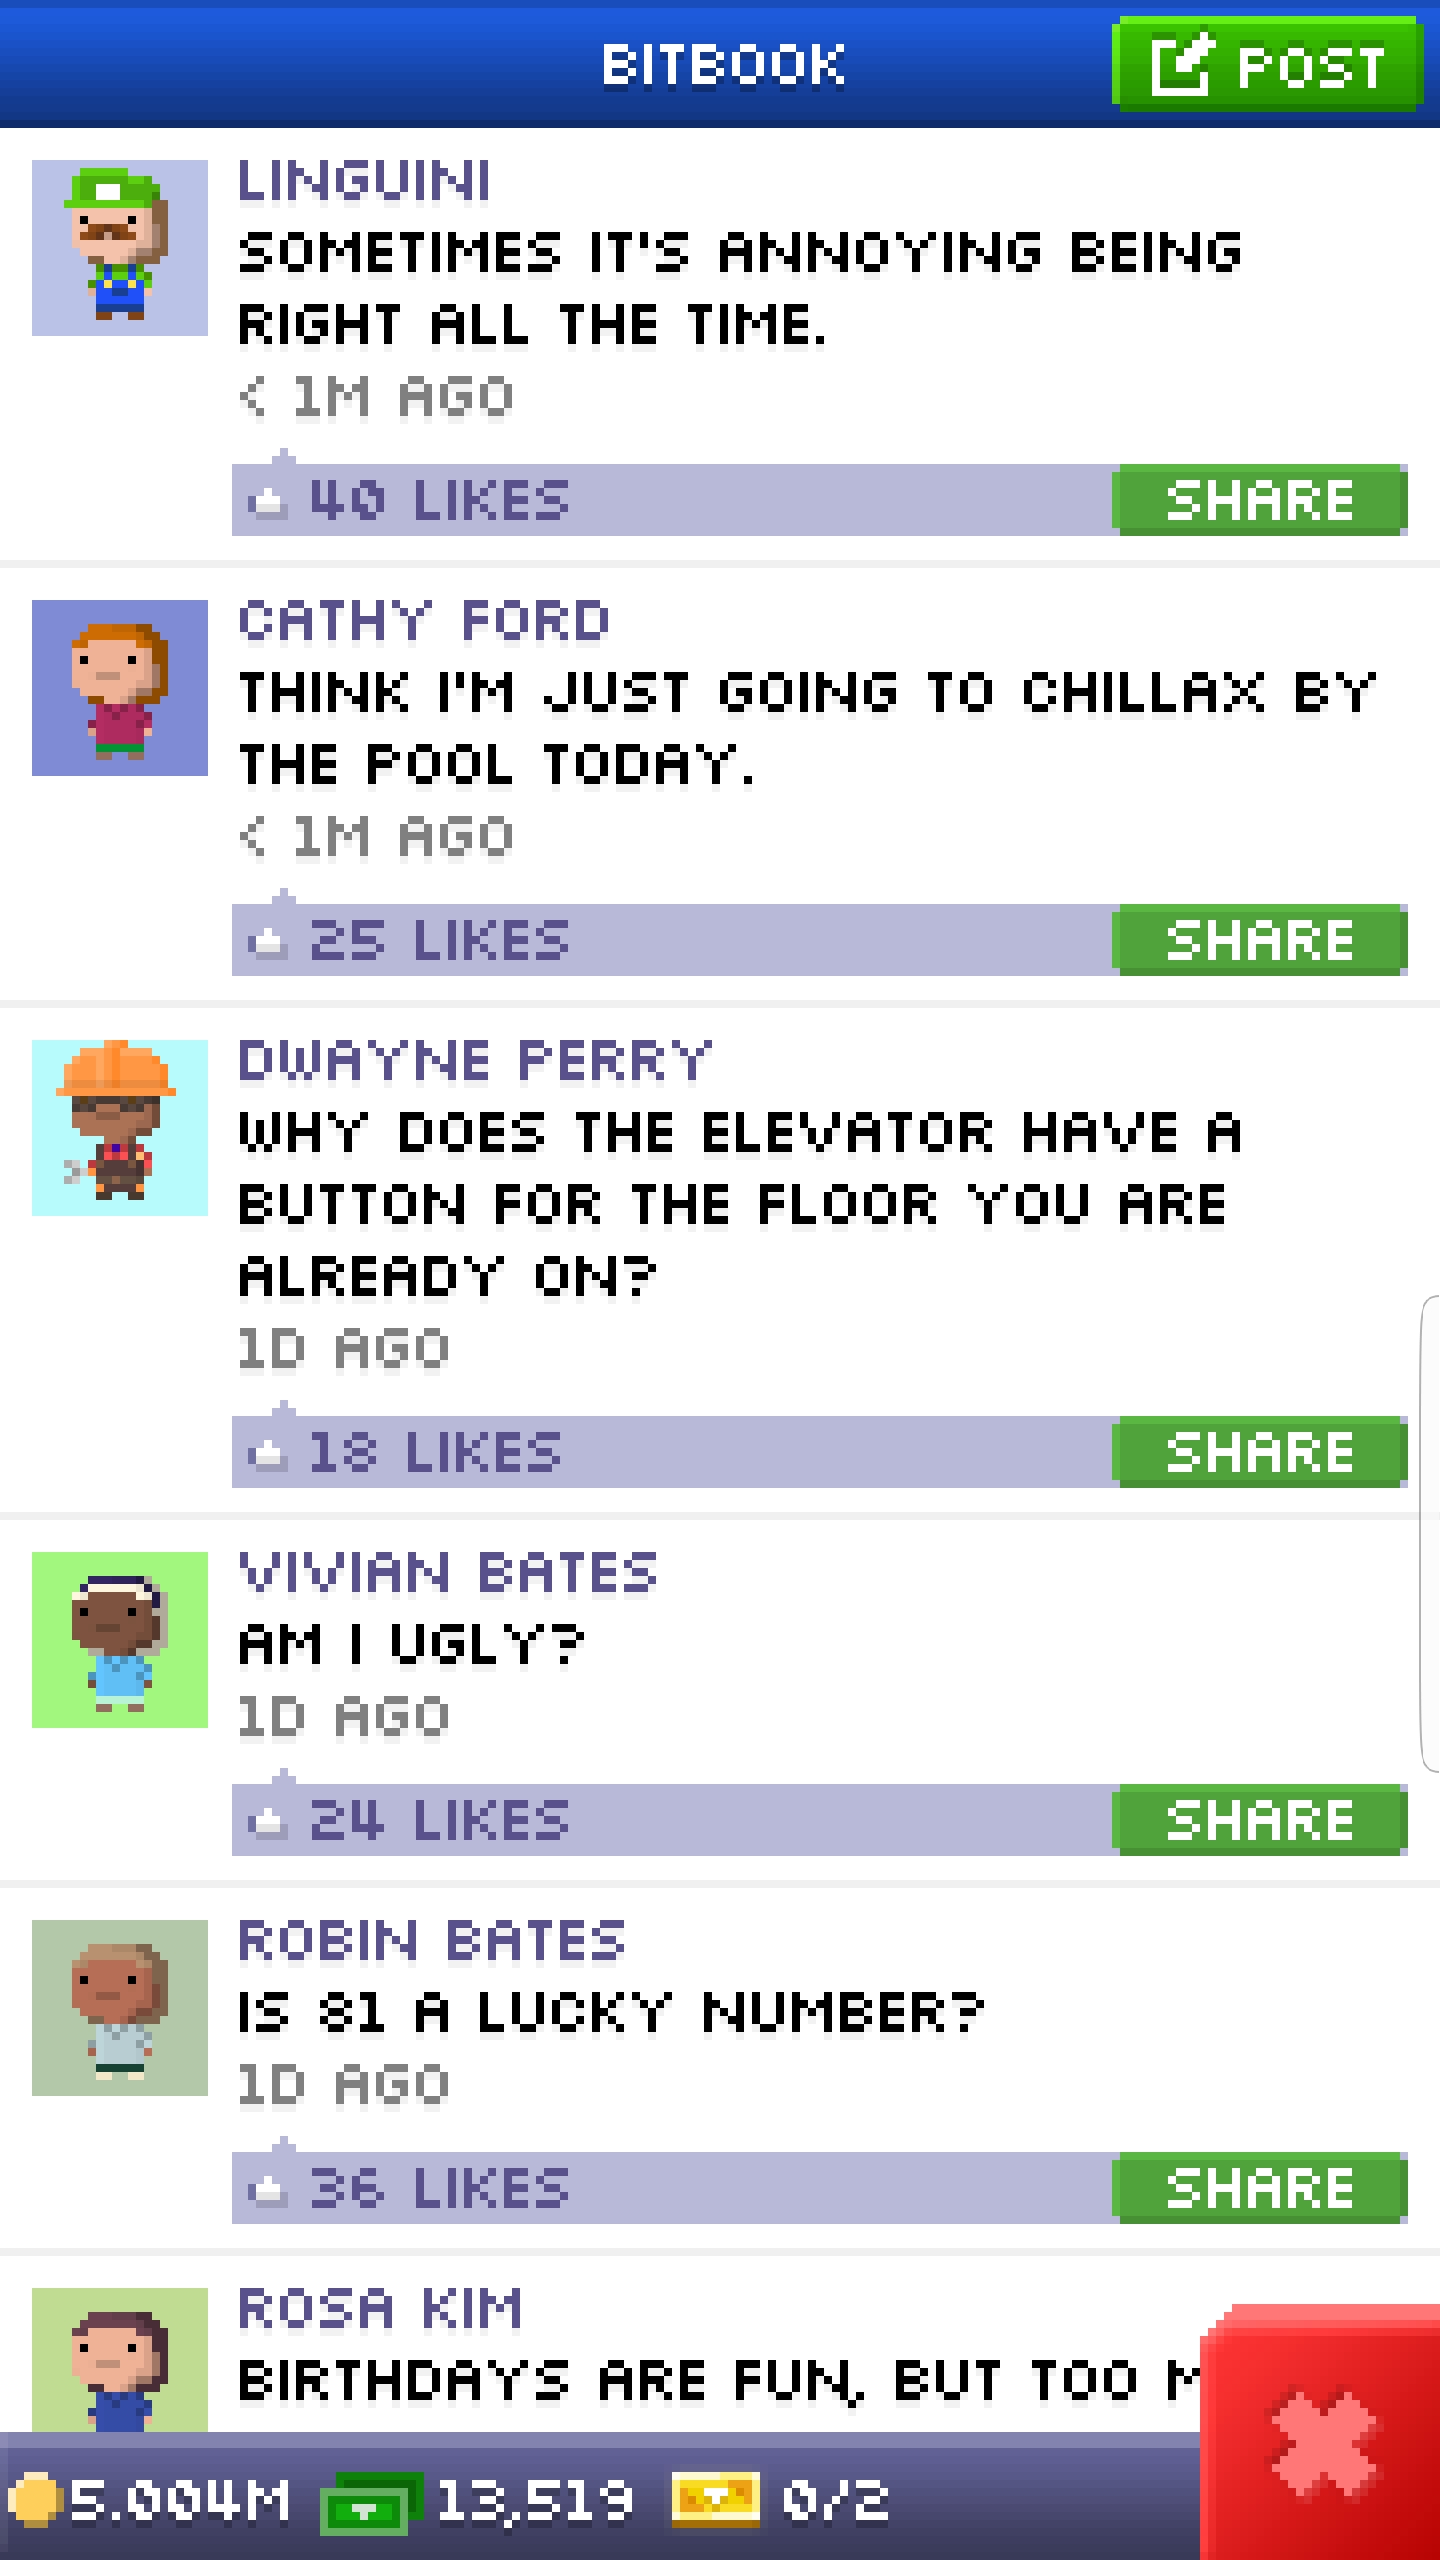 BITBOOK
POST
LINGUINI
SOMETIMES IT'S ANNOYING BEING
RIGHT ALL THE TIME.
< 1M AGO
40 LIKES
SHARE
CATHY FORD
THINK I'M JUST GOING TO CHILLAX BY
THE POOL TODAY.
< 1M AGO
25 LIKES
SHARE
DWAYNE PERRY
WHY DOES THE ELEVATOR HAVE A
BUTTON FOR THE FLOOR YOU ARE
ALREADY ON?
1D AGO
18 LIKES
SHARE
VIVIAN BATES
AM I UGLY?
1D AGO
24 LIKES
SHARE
ROBIN BATES
IS 81 A LUCKY NUMBER?
1D AGO
36 LIKES
SHARE
ROSA KIM
BIRTHDAYS ARE FUN, BUT TOO
5.004M 13,519 0/2